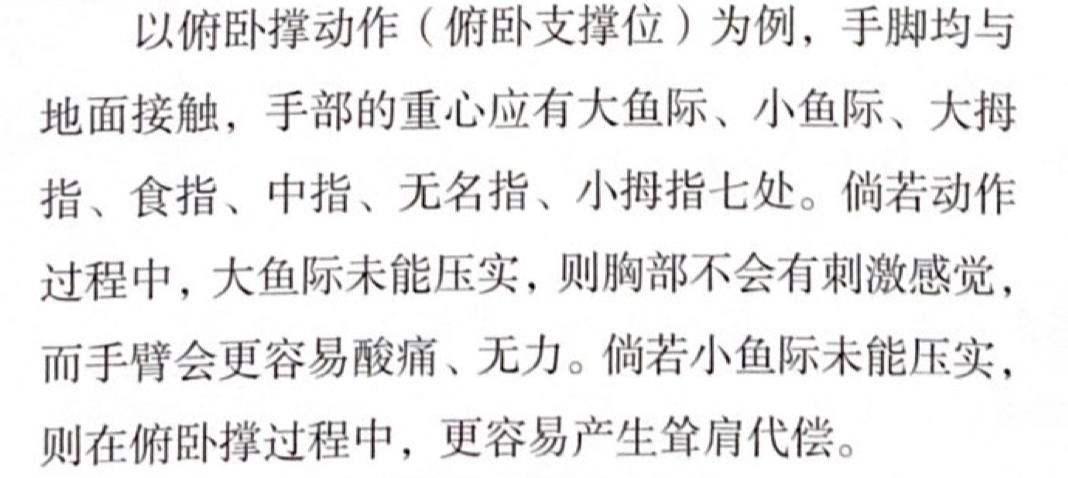 以俯卧撑动作（俯卧支撑位）为例，手脚均与
地面接触，手部的重心应有大鱼际、小鱼际、大拇
指、食指、中指、无名指、小拇指七处。倘若动作
过程中，大鱼际未能压实，则胸部不会有刺激感觉，
而手臂会更容易酸痛、无力。倘若小鱼际未能压实，
则在俯卧撑过程中，更容易产生耸肩代偿。